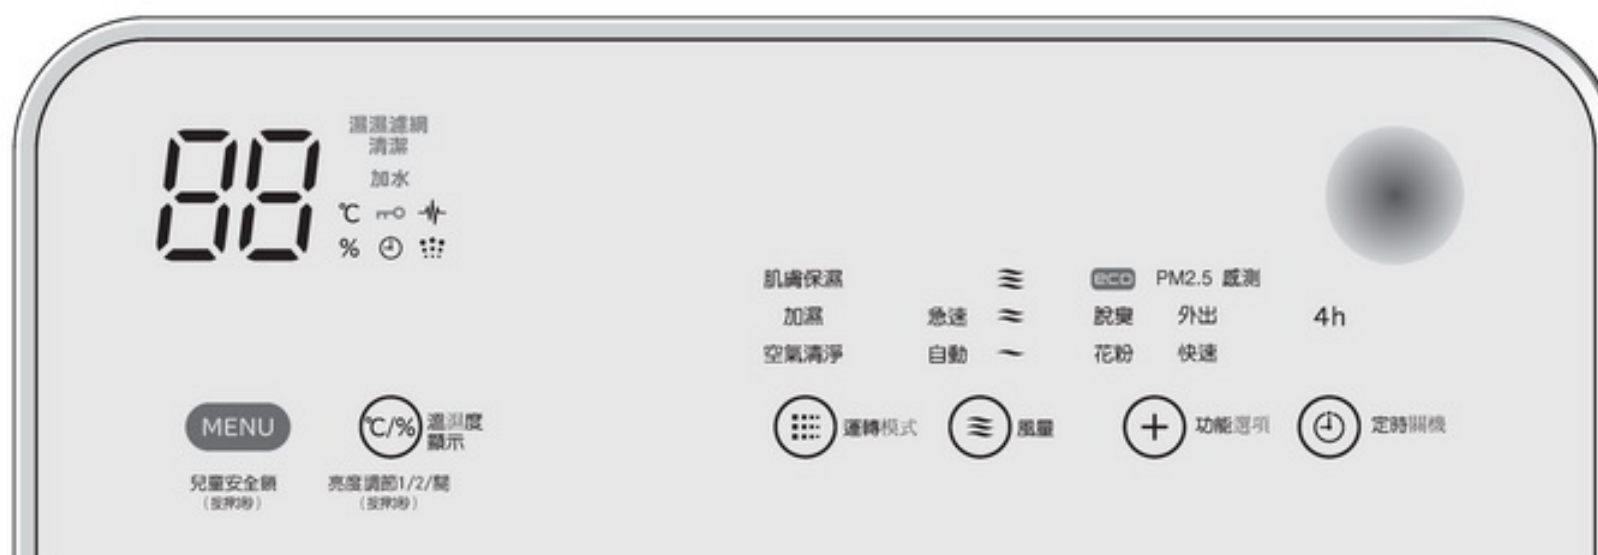 88
濕濾網
清潔
加水
℃
%
肌膚保濕 eco PM2.5 感測
加濕 急速 脫臭 外出 4h
空氣清淨 自動 花粉 快速
MENU ℃/% 溫濕度顯示 運轉模式 風量 + 功能選項 定時關機
兒童安全鎖 亮度調節1/2/關
(按押3秒) (按押3秒)